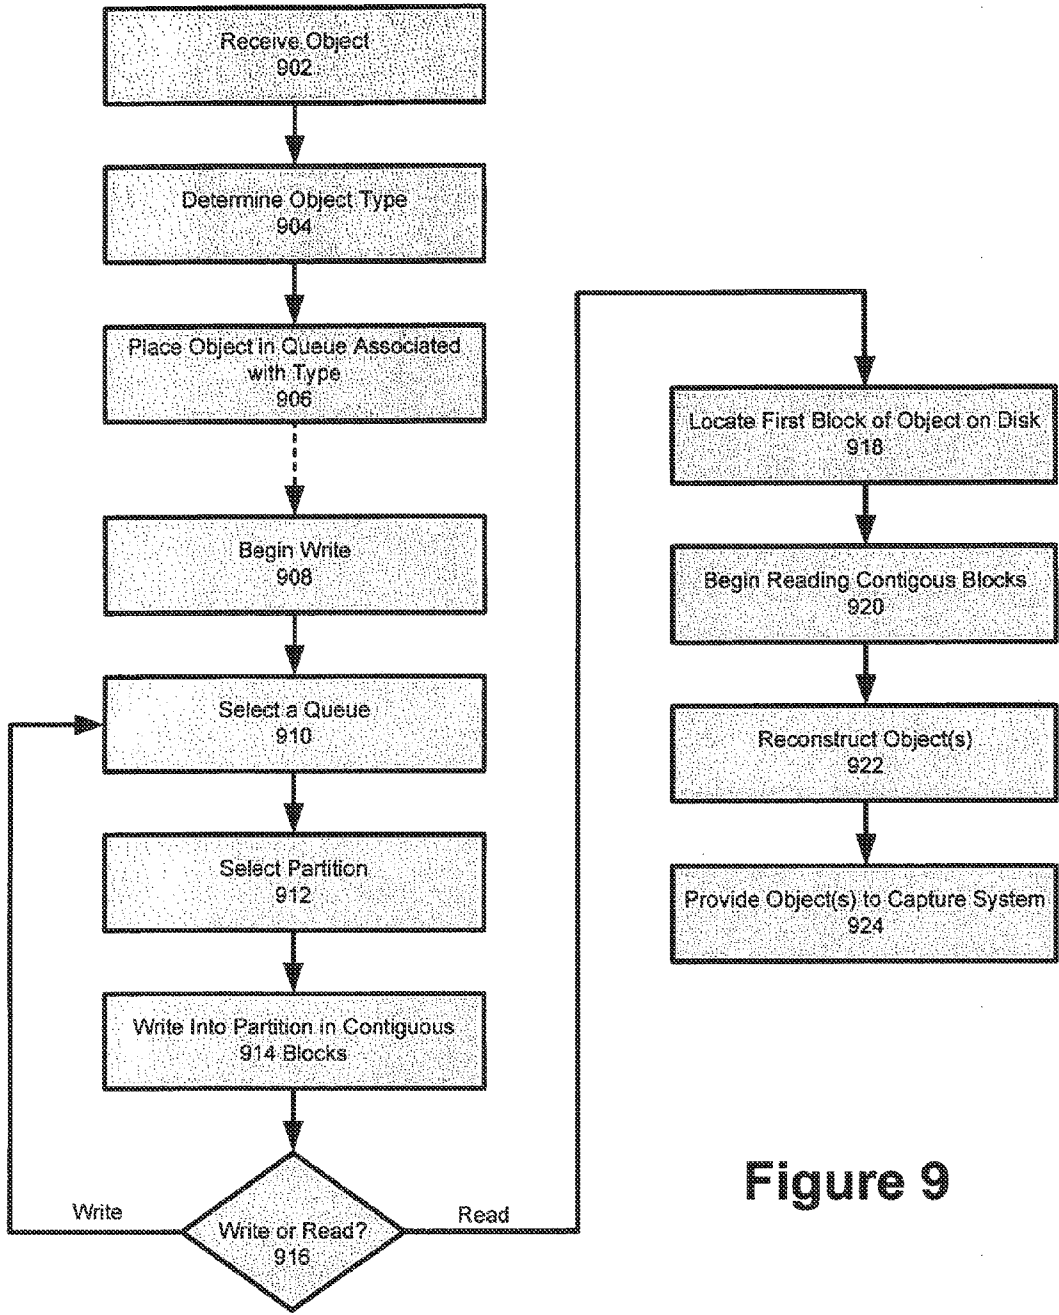 Receive Object
902
Determine Object Type
904
Place Object in Queue Associated
with Type
906
Begin Write
908
Select a Queue
910
Select Partition
912
Write Into Partition in Contiguous
914 Blocks
Write
Write or Read?
916
Read
Locate First Block of Object on Disk
918
Begin Reading Contigous Blocks
920
Reconstruct Object(s)
922
Provide Object(s) to Capture System
924
Figure 9